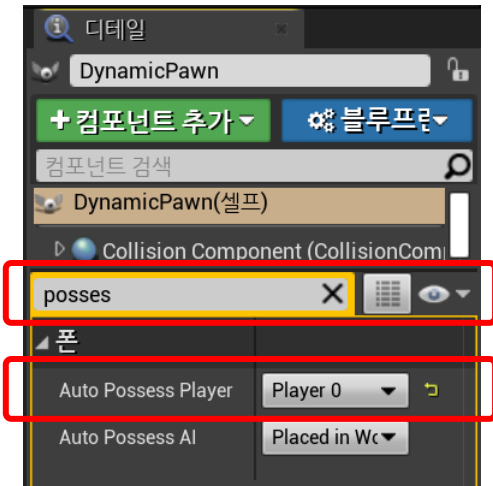 디테일
DynamicPawn
+컴포넌트 추가
블루프린
컴포넌트 검색
DynamicPawn(셀프)
Collision Component (CollisionCom
posses
폰
Auto Possess Player
Player 0
Auto Possess AI
Placed in Wo